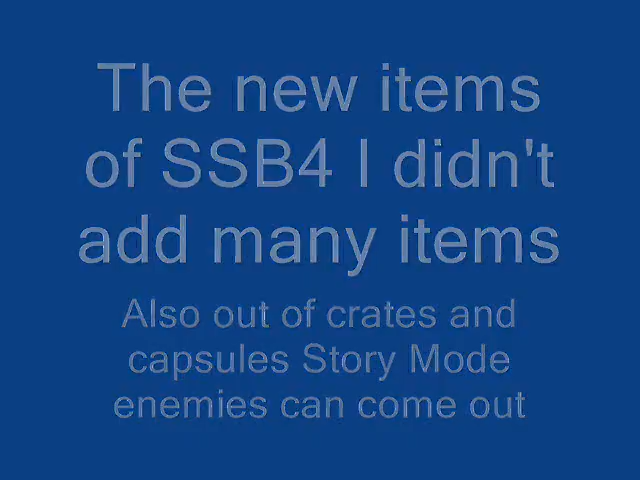 The new items
of SSB4 I didn't
add many items
Also out of crates and
capsules Story Mode
enemies can come out